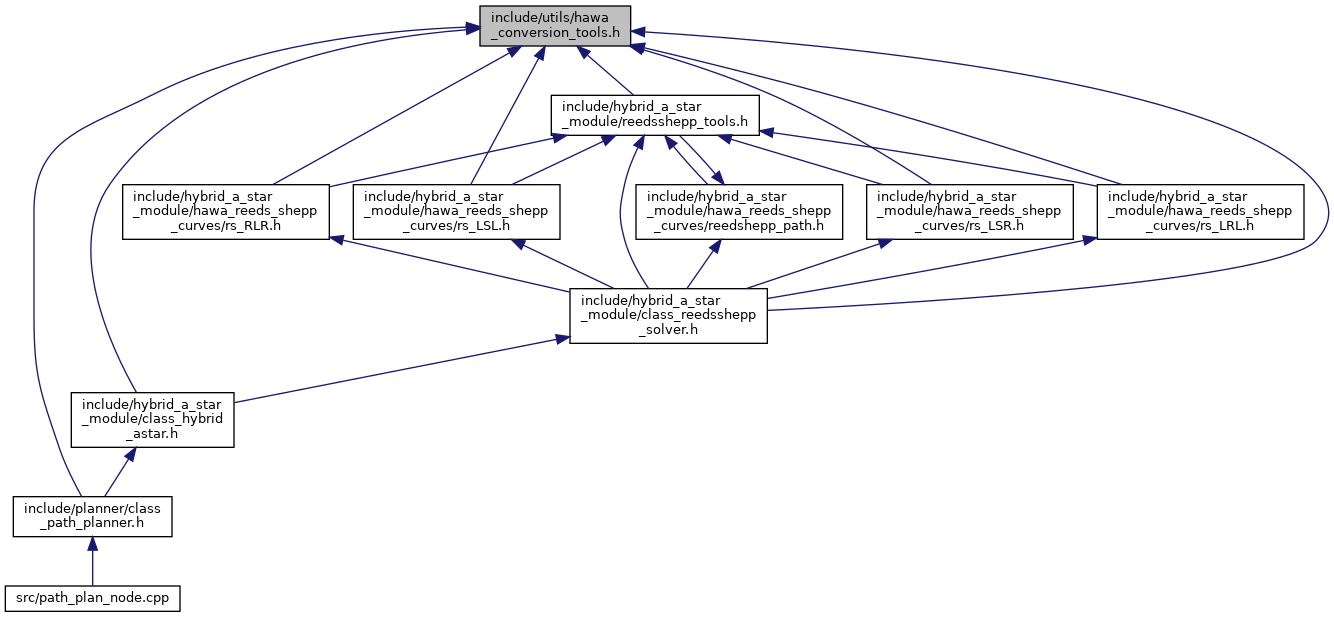 include/utils/hawa
_conversion_tools.h
include/hybrid_a_star
_module/reedsshepp_tools.h
include/hybrid_a_star
_module/hawa_reeds_shepp
_curves/rs_RLR.h
include/hybrid_a_star
_module/hawa_reeds_shepp
_curves/rs_LSL.h
include/hybrid_a_star
_module/hawa_reeds_shepp
_curves/reedshepp_path.h
include/hybrid_a_star
_module/hawa_reeds_shepp
_curves/rs_LSR.h
include/hybrid_a_star
_module/hawa_reeds_shepp
_curves/rs_LRL.h
include/hybrid_a_star
_module/class_reedsshepp
_solver.h
include/hybrid_a_star
_module/class_hybrid
_astar.h
include/planner/class
_path_planner.h
src/path_plan_node.cpp